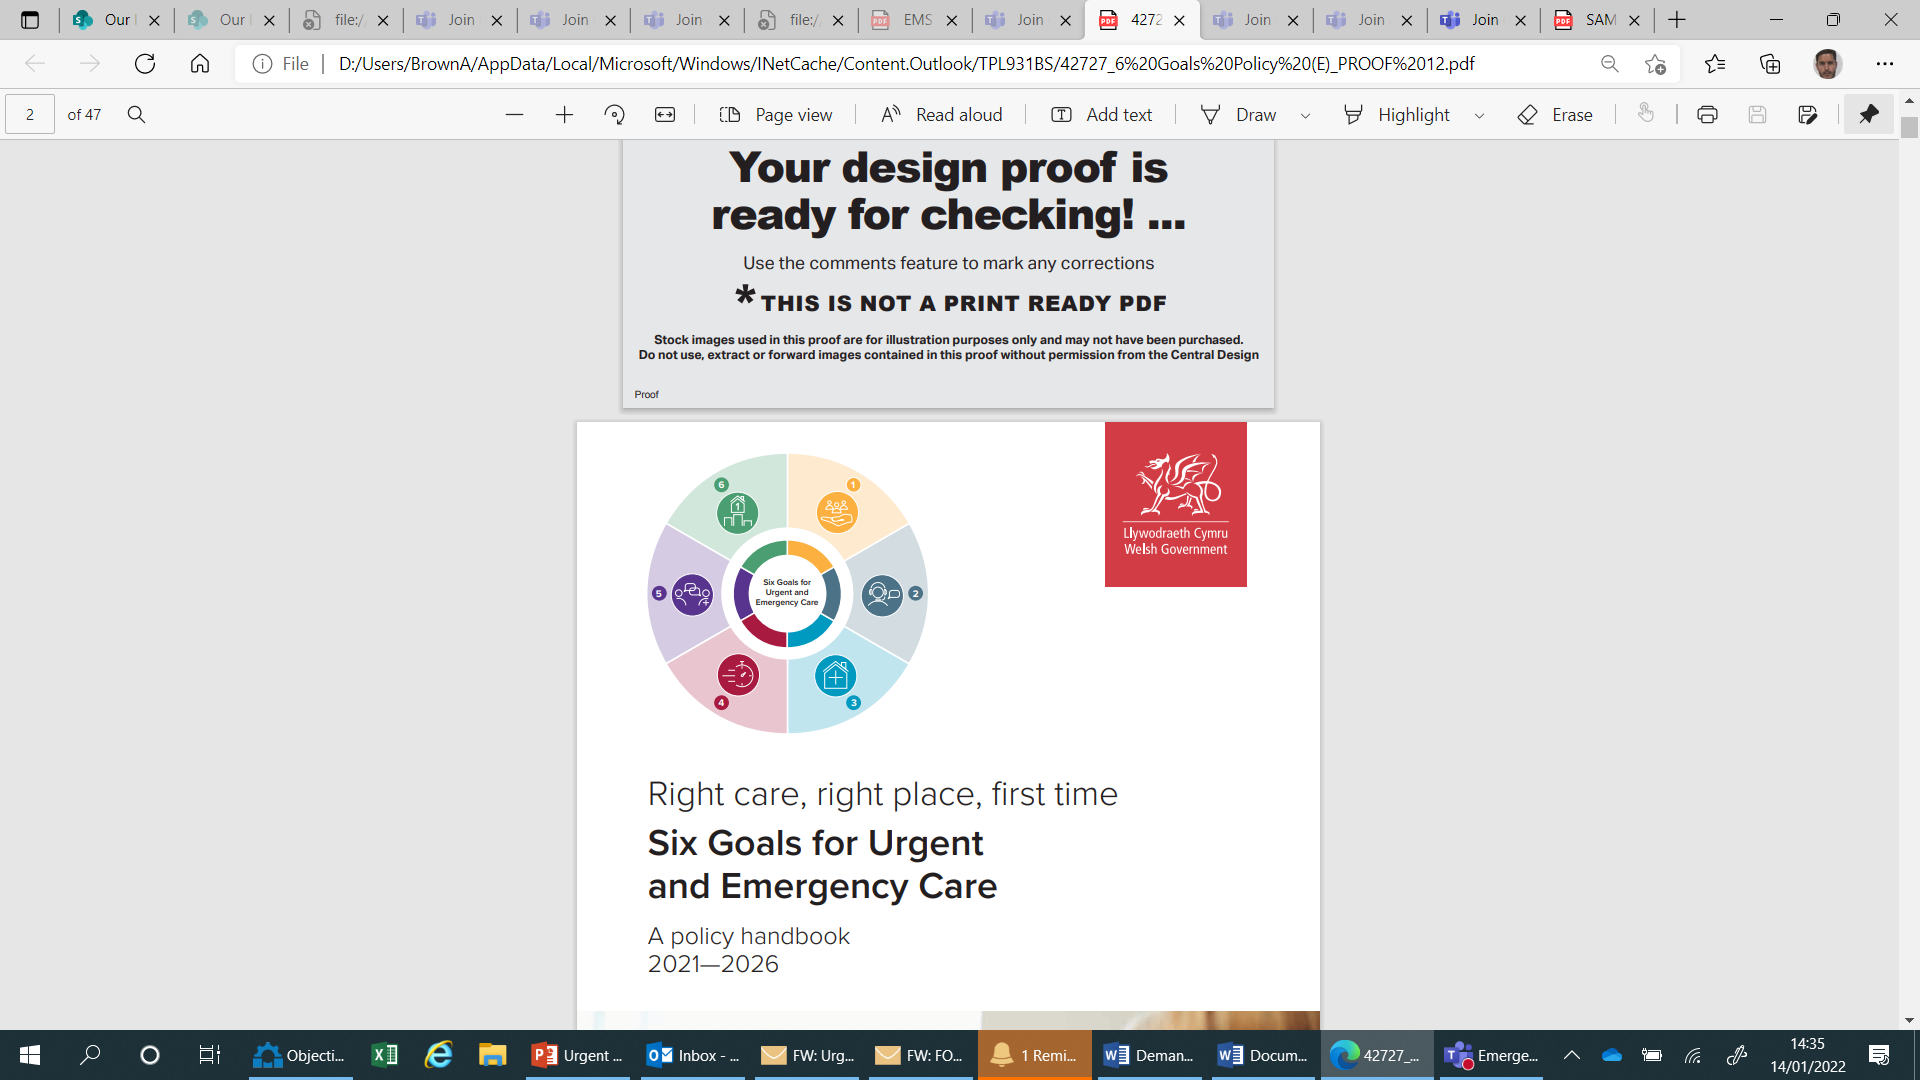 Our
Our
file:/
Join
Join
Join
file:/
EMS
Join
4272
Join
Join
Join
SAM
File
D:/Users/BrownA/AppData/Local/Microsoft/Windows/INetCache/Content.Outlook/TPL931BS/42727_6%20Goals%20Policy%20(E)_PROOF%2012.pdf
2 of 47
Page view
Read aloud
Add text
Draw
Highlight
Erase
Your design proof is
ready for checking! ...
Use the comments feature to mark any corrections
*THIS IS NOT A PRINT READY PDF
Stock images used in this proof are for illustration purposes only and may not have been purchased.
Do not use, extract or forward images contained in this proof without permission from the Central Design
Proof
6
1
1
5
2
4
3
Six Goals for
Urgent and
Emergency Care
Llywodraeth Cymru
Welsh Government
Right care, right place, first time
Six Goals for Urgent
and Emergency Care
A policy handbook
2021—2026
Objecti...
Urgent ...
Inbox - ...
FW: Urg...
FW: FO...
1 Remi...
Deman...
Docum...
42727_...
Emerge...
14:35
14/01/2022